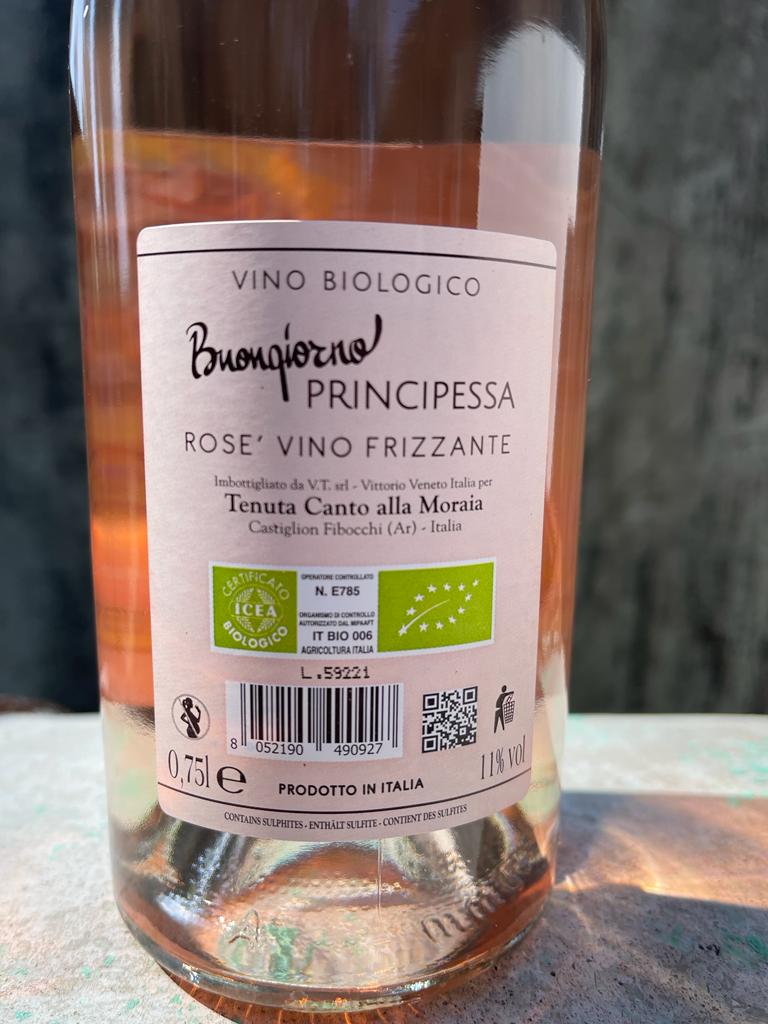 VINO BIOLOGICO
Buongiorno
PRINCIPESSA
ROSE' VINO FRIZZANTE
Imbottigliato da V.T. srl - Vittorio Veneto Italia per
Tenuta Canto alla Moraia
Castiglion Fibocchi (Ar) - Italia
CERTIFICATO
ICEA
BIOLOGICO
OPERATORE CONTROLLATO
N. E785
ORGANISMO DI CONTROLLO
AUTORIZZATO DAL MIPAAFT
IT BIO 006
AGRICOLTURA ITALIA
L.59221
8 052190 490927
0,75l e
PRODOTTO IN ITALIA
11% vol
CONTAINS SULPHITES - ENTHÄLT SULFITE - CONTIENT DES SULFITES